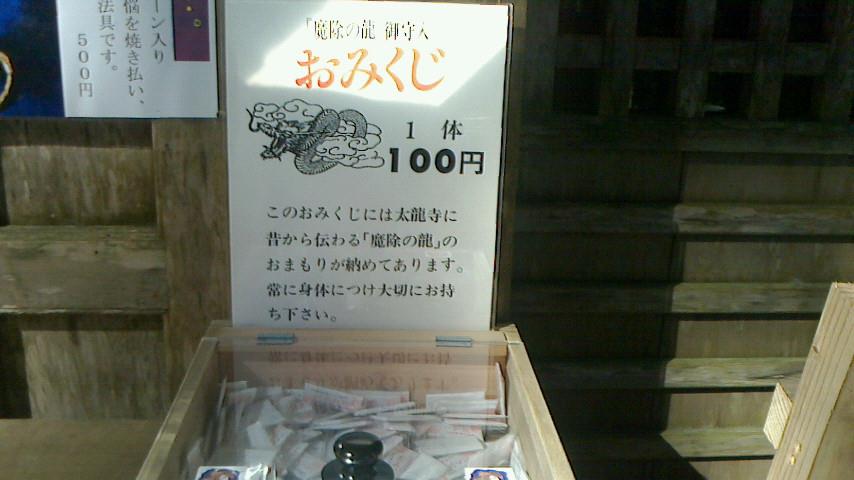 「魔除の龍 御守入
おみくじ
1 体
100円
このおみくじには太龍寺に
昔から伝わる「魔除の龍」の
おまもりが納めてあります。
常に身体につけ大切にお持
ち下さい。
ーン入り
悩を焼き払い、
法具です。
500円